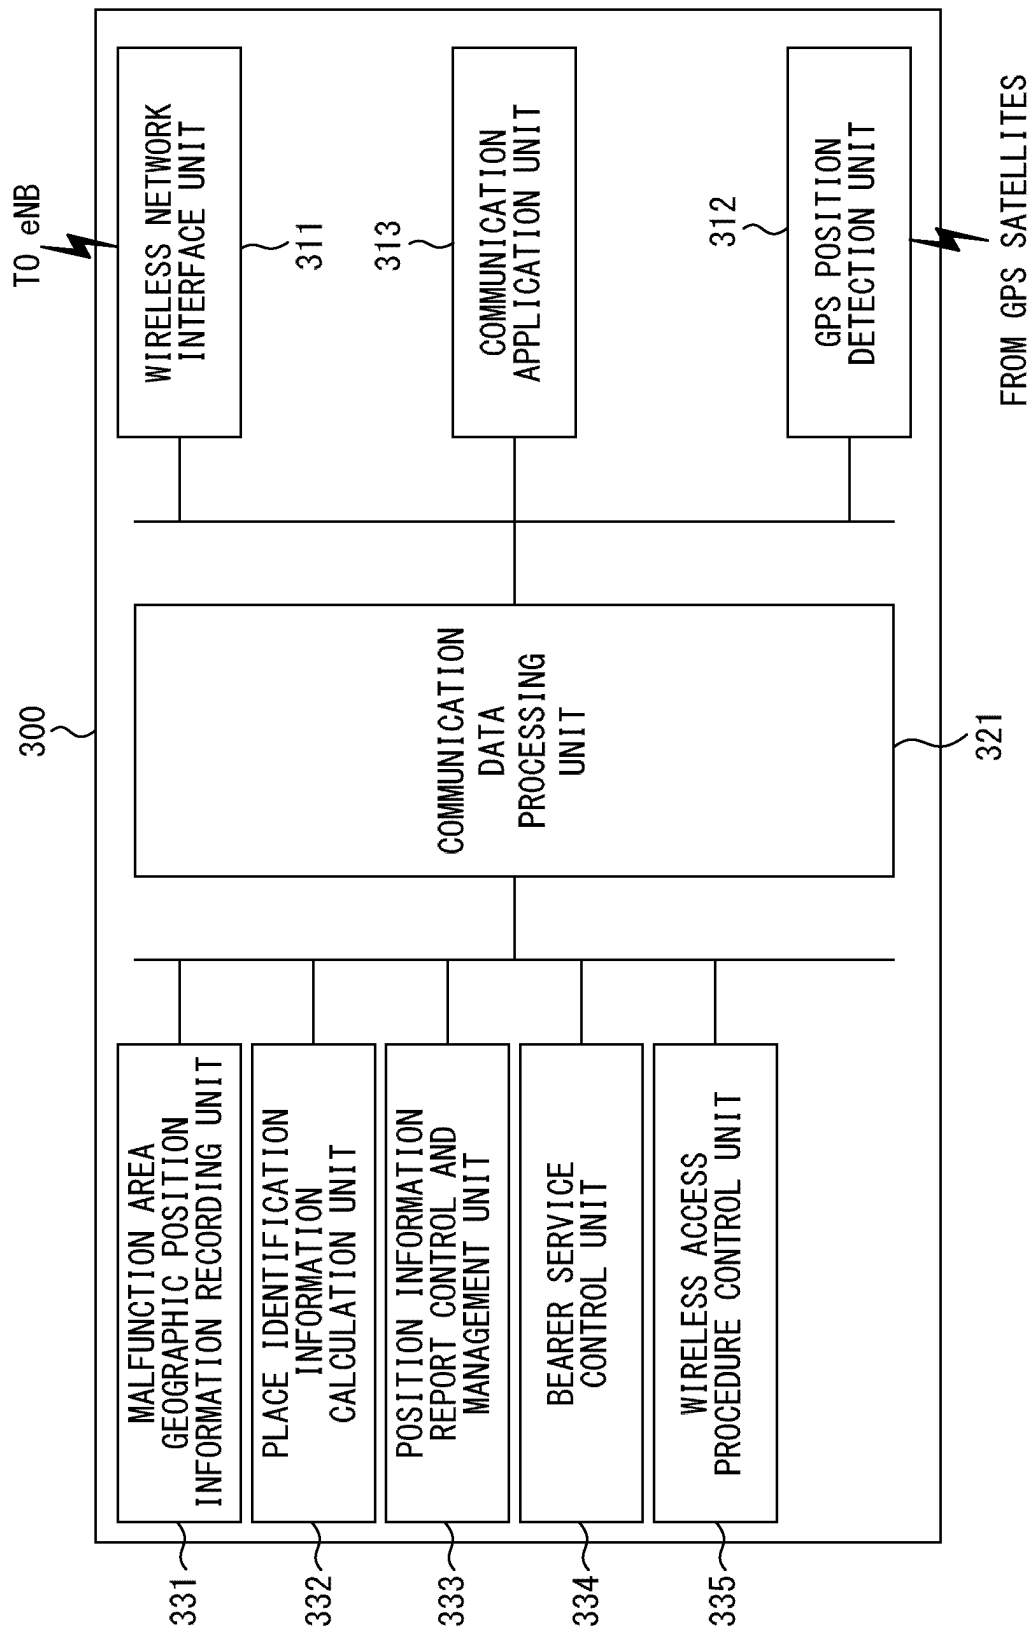 300
331
MALFUNCTION AREA
GEOGRAPHIC POSITION
INFORMATION RECORDING UNIT
332
PLACE IDENTIFICATION
INFORMATION
CALCULATION UNIT
333
POSITION INFORMATION
REPORT CONTROL AND
MANAGEMENT UNIT
334
BEARER SERVICE
CONTROL UNIT
335
WIRELESS ACCESS
PROCEDURE CONTROL UNIT
COMMUNICATION
DATA
PROCESSING
UNIT
321
TO eNB
WIRELESS NETWORK
INTERFACE UNIT
311
313
COMMUNICATION
APPLICATION UNIT
312
GPS POSITION
DETECTION UNIT
FROM GPS SATELLITES